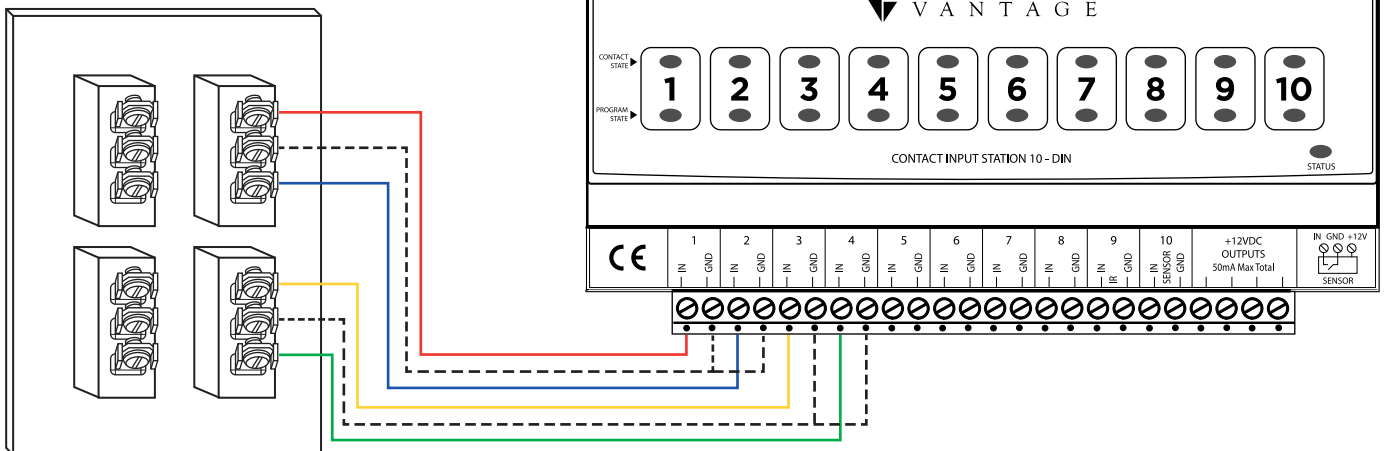 VANTAGE
CONTACT
STATE
PROGRAM
STATE
1 2 3 4 5 6 7 8 9 10
CONTACT INPUT STATION 10 - DIN
STATUS
CE
1 2 3 4 5 6 7 8 9 10
IN GND IN GND IN GND IN GND IN GND IN GND IN GND IN GND IN IR GND IN SENSOR GND
+12VDC
OUTPUTS
50mA Max Total
IN GND +12V
SENSOR